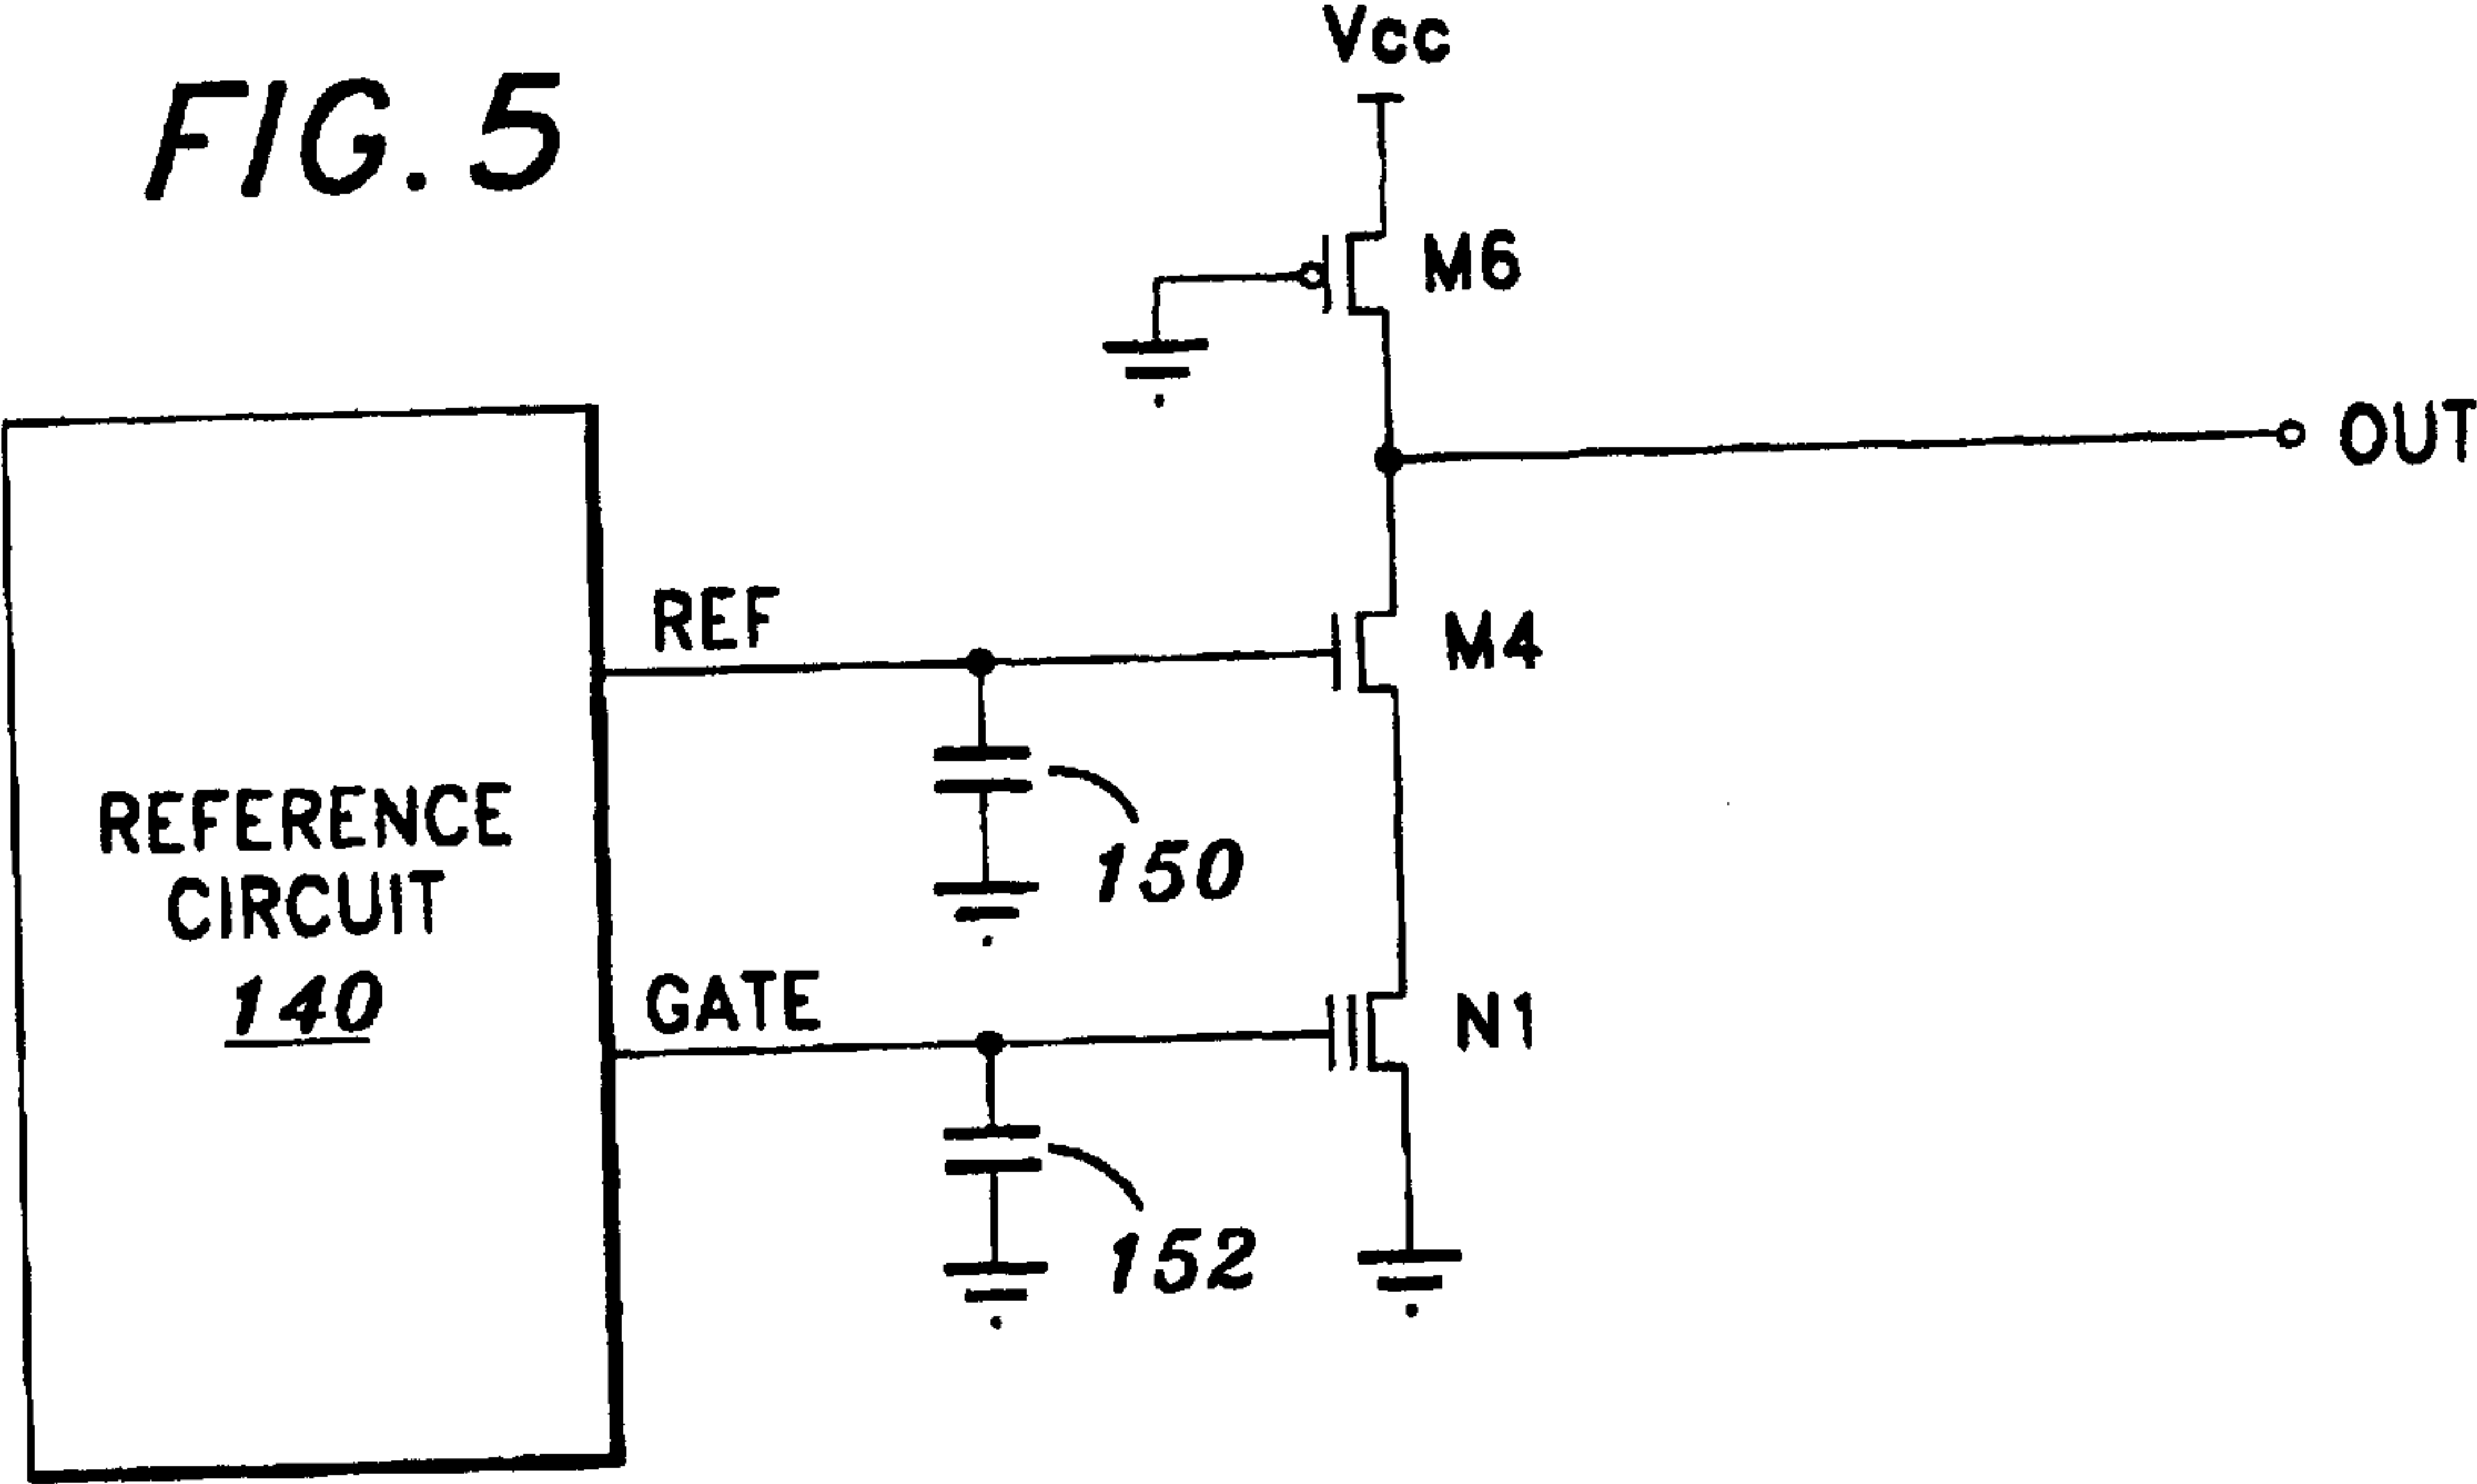 FIG. 5
Vcc
M6
OUT
REF
M4
REFERENCE
CIRCUIT
140
150
GATE
N1
152